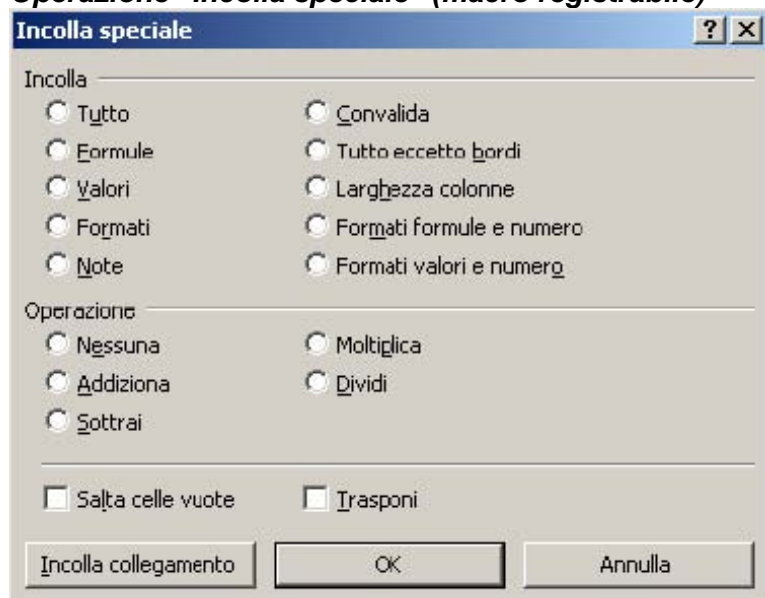 Operazione "Incolla speciale" (macro registrabile)
Incolla speciale
Incolla
Tutto
Convalida
Formule
Tutto eccetto bordi
Valori
Larghezza colonne
Formati
Formati formule e numero
Note
Formati valori e numero
Operazione
Nessuna
Moltiplica
Addiziona
Dividi
Sottrai
Salta celle vuote
Trasponi
Incolla collegamento
OK
Annulla